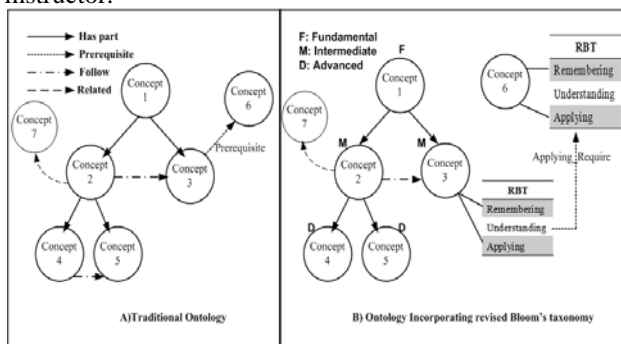 instructor.
Has part
Prerequisite
Follow
Related
Concept
1
Concept
6
Concept
7
Prerequisite
Concept
2
Concept
3
Concept
4
Concept
5
A)Traditional Ontology
F: Fundamental
M: Intermediate
D: Advanced
F
Concept
1
Concept
6
RBT
Remembering
Understanding
Applying
Concept
7
M
M
Concept
2
Concept
3
Applying Require
RBT
Remembering
Understanding
Applying
D
D
Concept
4
Concept
5
B) Ontology Incorporating revised Bloom's taxonomy